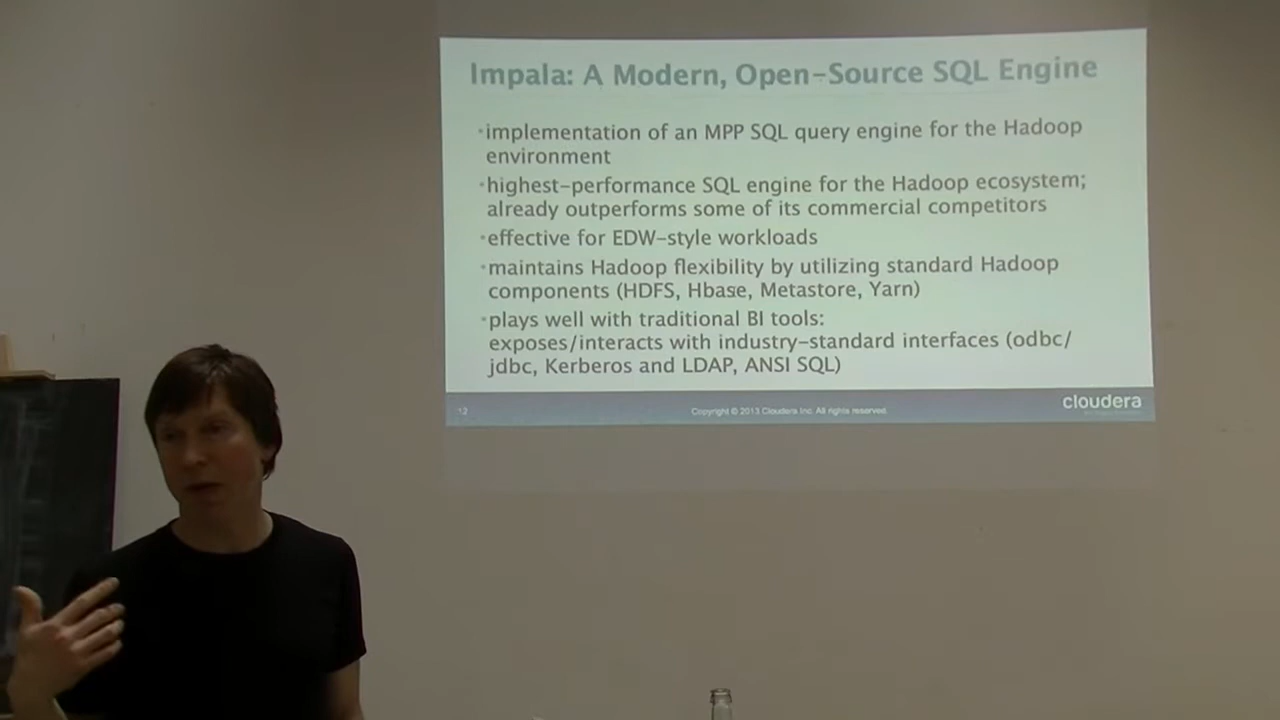 Impala: A Modern, Open-Source SQL Engine
•implementation of an MPP SQL query engine for the Hadoop
environment
•highest-performance SQL engine for the Hadoop ecosystem;
already outperforms some of its commercial competitors
•effective for EDW-style workloads
•maintains Hadoop flexibility by utilizing standard Hadoop
components (HDFS, Hbase, Metastore, Yarn)
•plays well with traditional BI tools:
exposes/interacts with industry-standard interfaces (odbc/
jdbc, Kerberos and LDAP, ANSI SQL)
12
Copyright © 2013 Cloudera Inc. All rights reserved.
cloudera